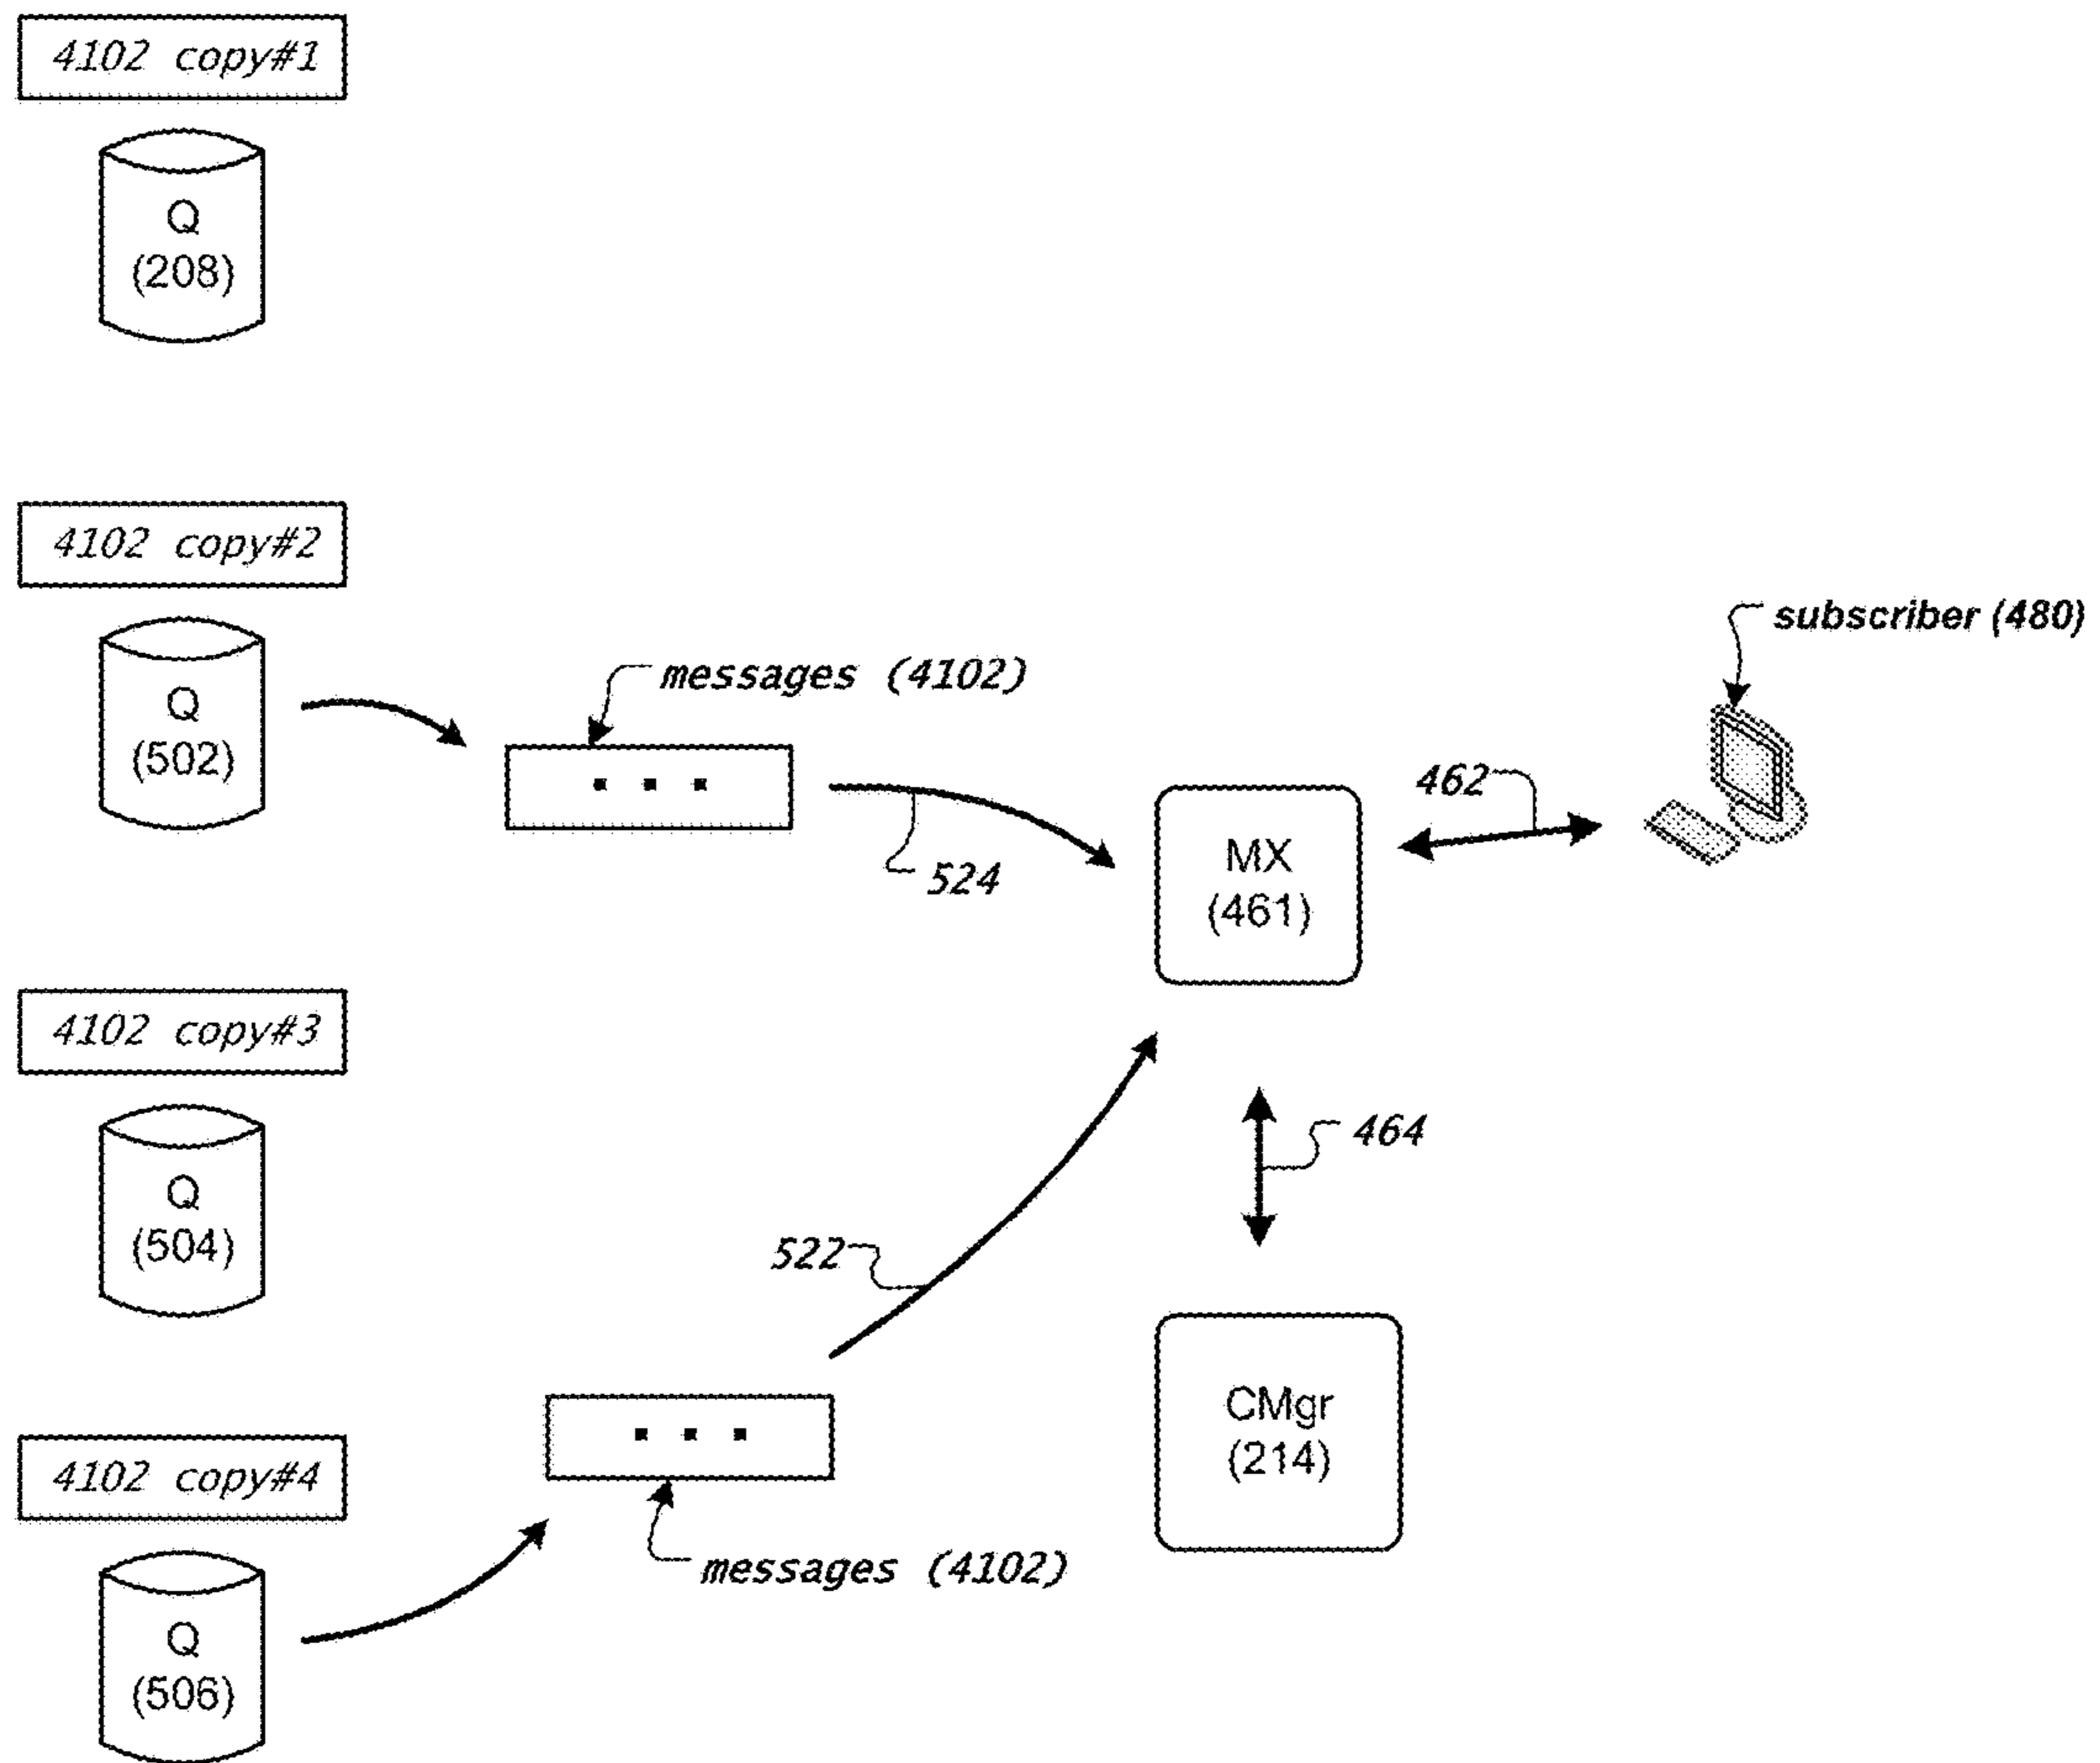 4102 copy#1
Q
(208)
4102 copy#2
Q
(502)
messages (4102)
524
subscriber (480)
462
MX
(461)
4102 copy#3
Q
(504)
464
522
CMgr
(214)
4102 copy#4
Q
(506)
messages (4102)